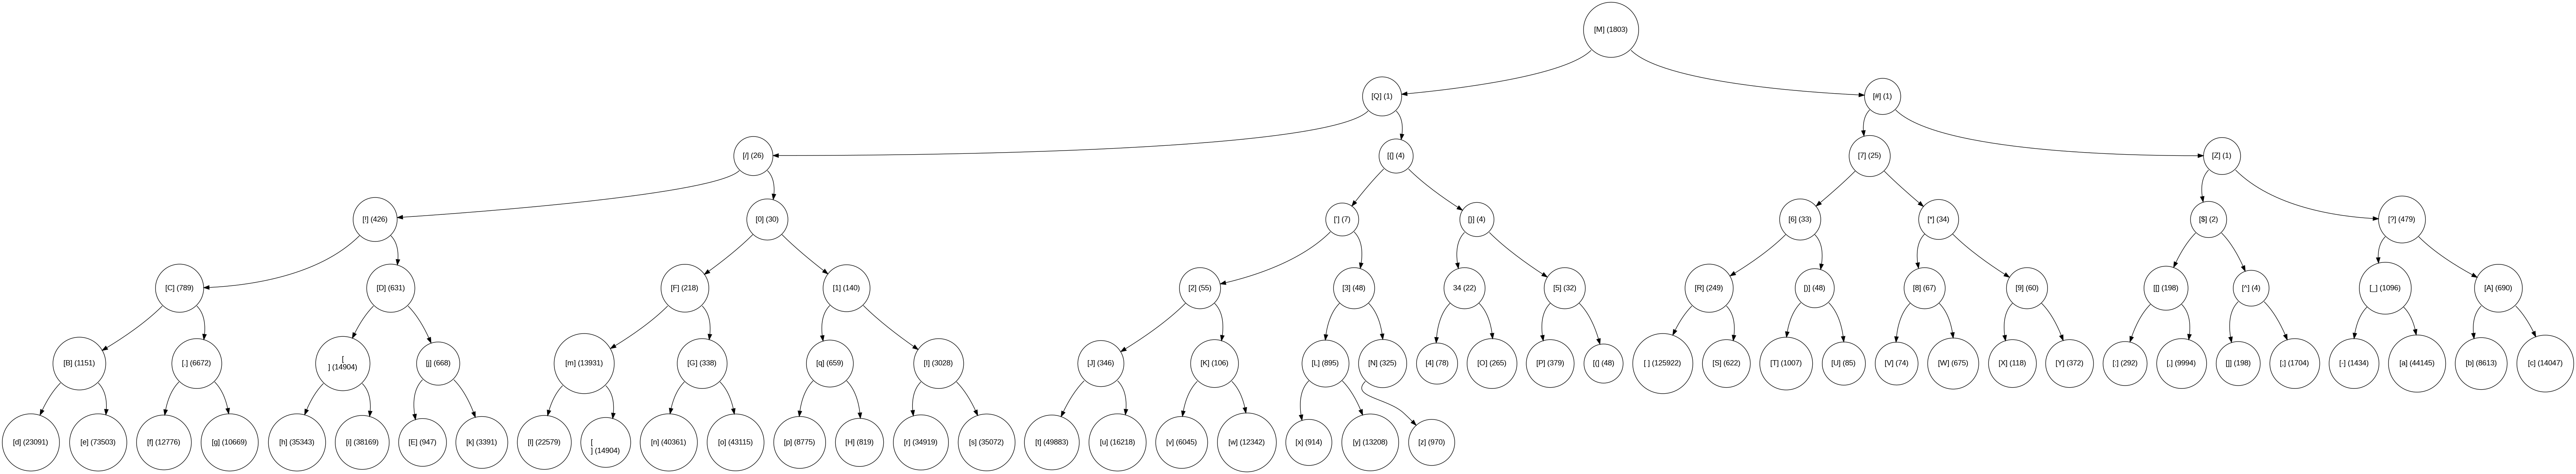 [M] (1803)
[Q] (1)
[#] (1)
[/] (26)
[(] (4)
[7] (25)
[Z] (1)
[!] (426)
[0] (30)
['] (7)
[}] (4)
[6] (33)
[*] (34)
[$] (2)
[?] (479)
[C] (789)
[D] (631)
[F] (218)
[1] (140)
[2] (55)
[3] (48)
34 (22)
[5] (32)
[R] (249)
[)] (48)
[8] (67)
[9] (60)
[[] (198)
[^] (4)
[_] (1096)
[A] (690)
[B] (1151)
[.] (6672)
[
] (14904)
[j] (668)
[m] (13931)
[G] (338)
[q] (659)
[I] (3028)
[J] (346)
[K] (106)
[L] (895)
[N] (325)
[4] (78)
[O] (265)
[P] (379)
[(] (48)
[ ] (125922)
[S] (622)
[T] (1007)
[U] (85)
[V] (74)
[W] (675)
[X] (118)
[Y] (372)
[:] (292)
[,] (9994)
[]] (198)
[;] (1704)
[-] (1434)
[a] (44145)
[b] (8613)
[c] (14047)
[d] (23091)
[e] (73503)
[f] (12776)
[g] (10669)
[h] (35343)
[i] (38169)
[E] (947)
[k] (3391)
[l] (22579)
[
] (14904)
[n] (40361)
[o] (43115)
[p] (8775)
[H] (819)
[r] (34919)
[s] (35072)
[t] (49883)
[u] (16218)
[v] (6045)
[w] (12342)
[x] (914)
[y] (13208)
[z] (970)